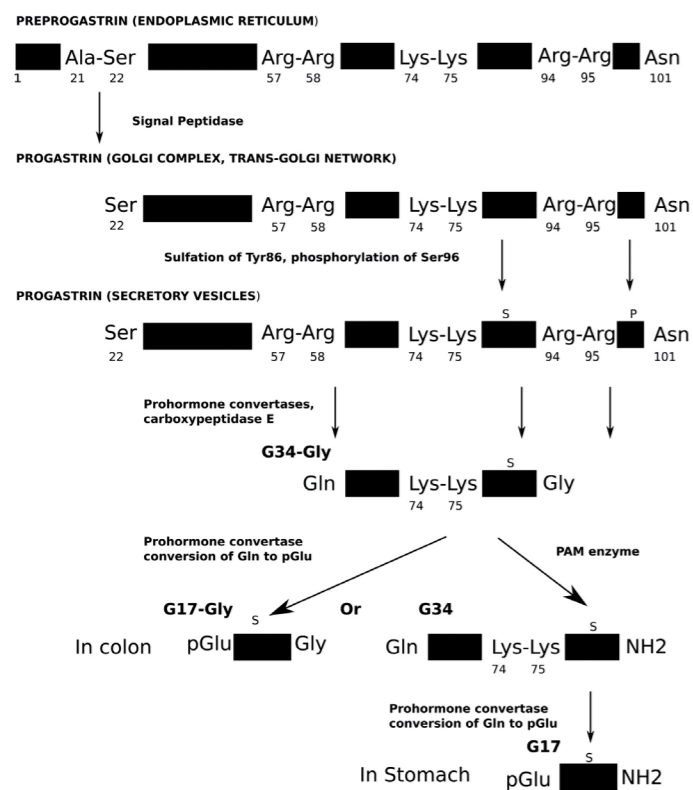 PREPROGASTRIN (ENDOPLASMIC RETICULUM)
Ala-Ser Arg-Arg Lys-Lys Arg-Arg Asn
1 21 22 57 58 74 75 94 95 101
Signal Peptidase
PROGASTRIN (GOLGI COMPLEX, TRANS-GOLGI NETWORK)
Ser Arg-Arg Lys-Lys Arg-Arg Asn
22 57 58 74 75 94 95 101
Sulfation of Tyr86, phosphorylation of Ser96
PROGASTRIN (SECRETORY VESICLES)
S P
Ser Arg-Arg Lys-Lys Arg-Arg Asn
22 57 58 74 75 94 95 101
Prohormone convertases,
carboxypeptidase E
G34-Gly
S
Gln Lys-Lys Gly
74 75
Prohormone convertase
conversion of Gln to pGlu
PAM enzyme
G17-Gly Or G34
S S
In colon pGlu Gly Gln Lys-Lys NH2
74 75
Prohormone convertase
conversion of Gln to pGlu
G17
S
In Stomach pGlu NH2